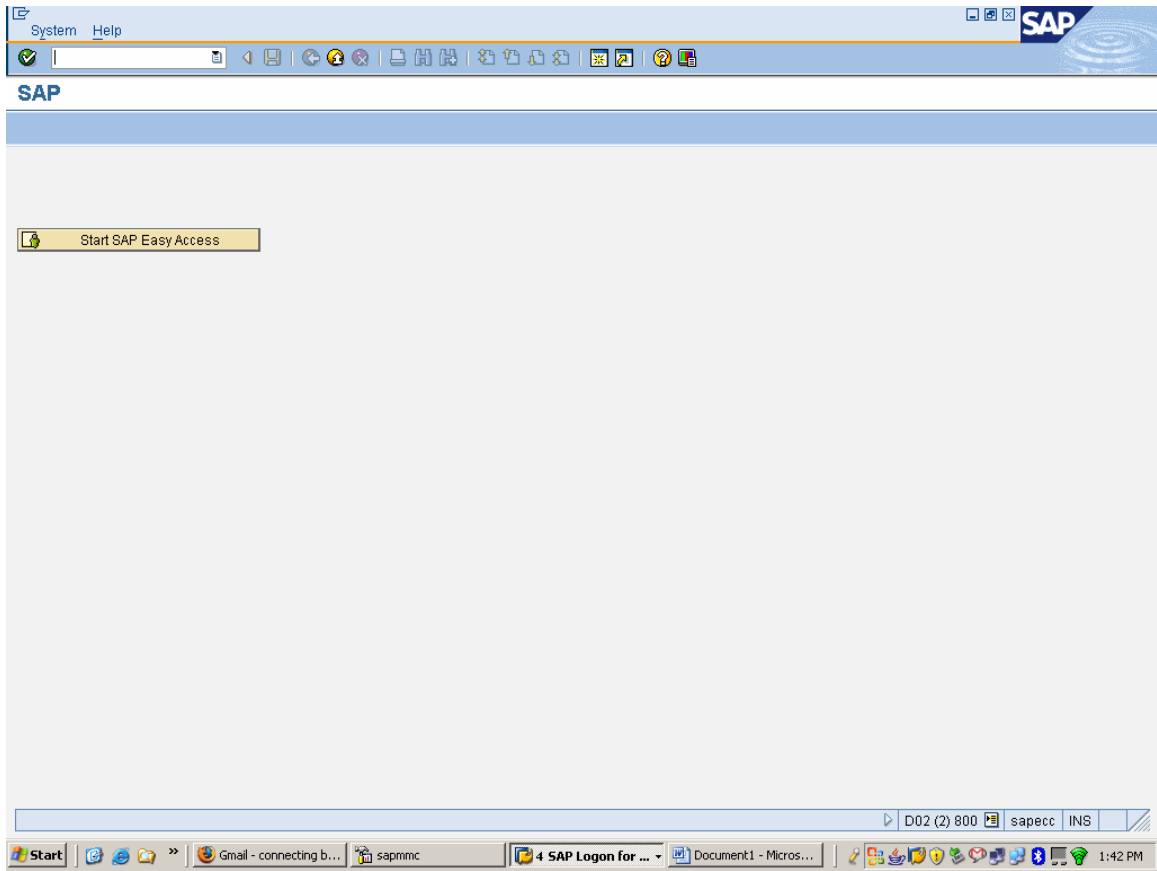 System Help
SAP
SAP
Start SAP Easy Access
D02 (2) 800 sapecc INS
Start » Gmail - connecting b... sapmmc 4 SAP Logon for ... Document1 - Micros... 1:42 PM